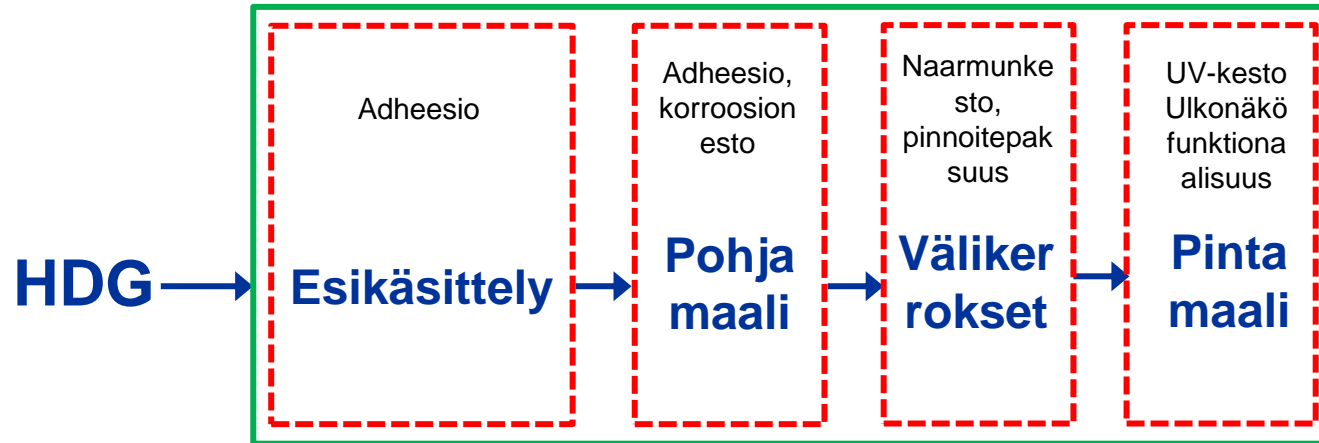 HDG
Adheesio
Esikäsittely
Adheesio,
korroosion
esto
Pohja
maali
Naarmunke
sto,
pinnoitepak
suus
Väliker
rokset
UV-kesto
Ulkonäkö
funktiona
alisuus
Pinta
maali